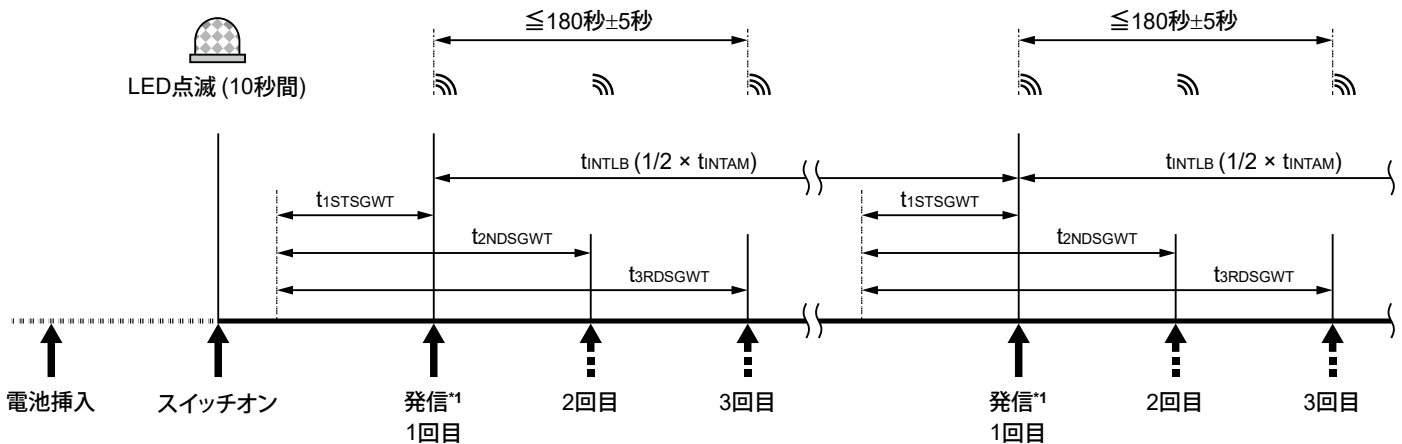 ≦180秒±5秒
≦180秒±5秒
LED点滅 (10秒間)
tINTLB (1/2 × tINTAM)
tINTLB (1/2 × tINTAM)
t1STSGWT
t1STSGWT
t2NDSGWT
t2NDSGWT
t3RDSGWT
t3RDSGWT
電池挿入
スイッチオン
発信*1
1回目
2回目
3回目
発信*1
1回目
2回目
3回目